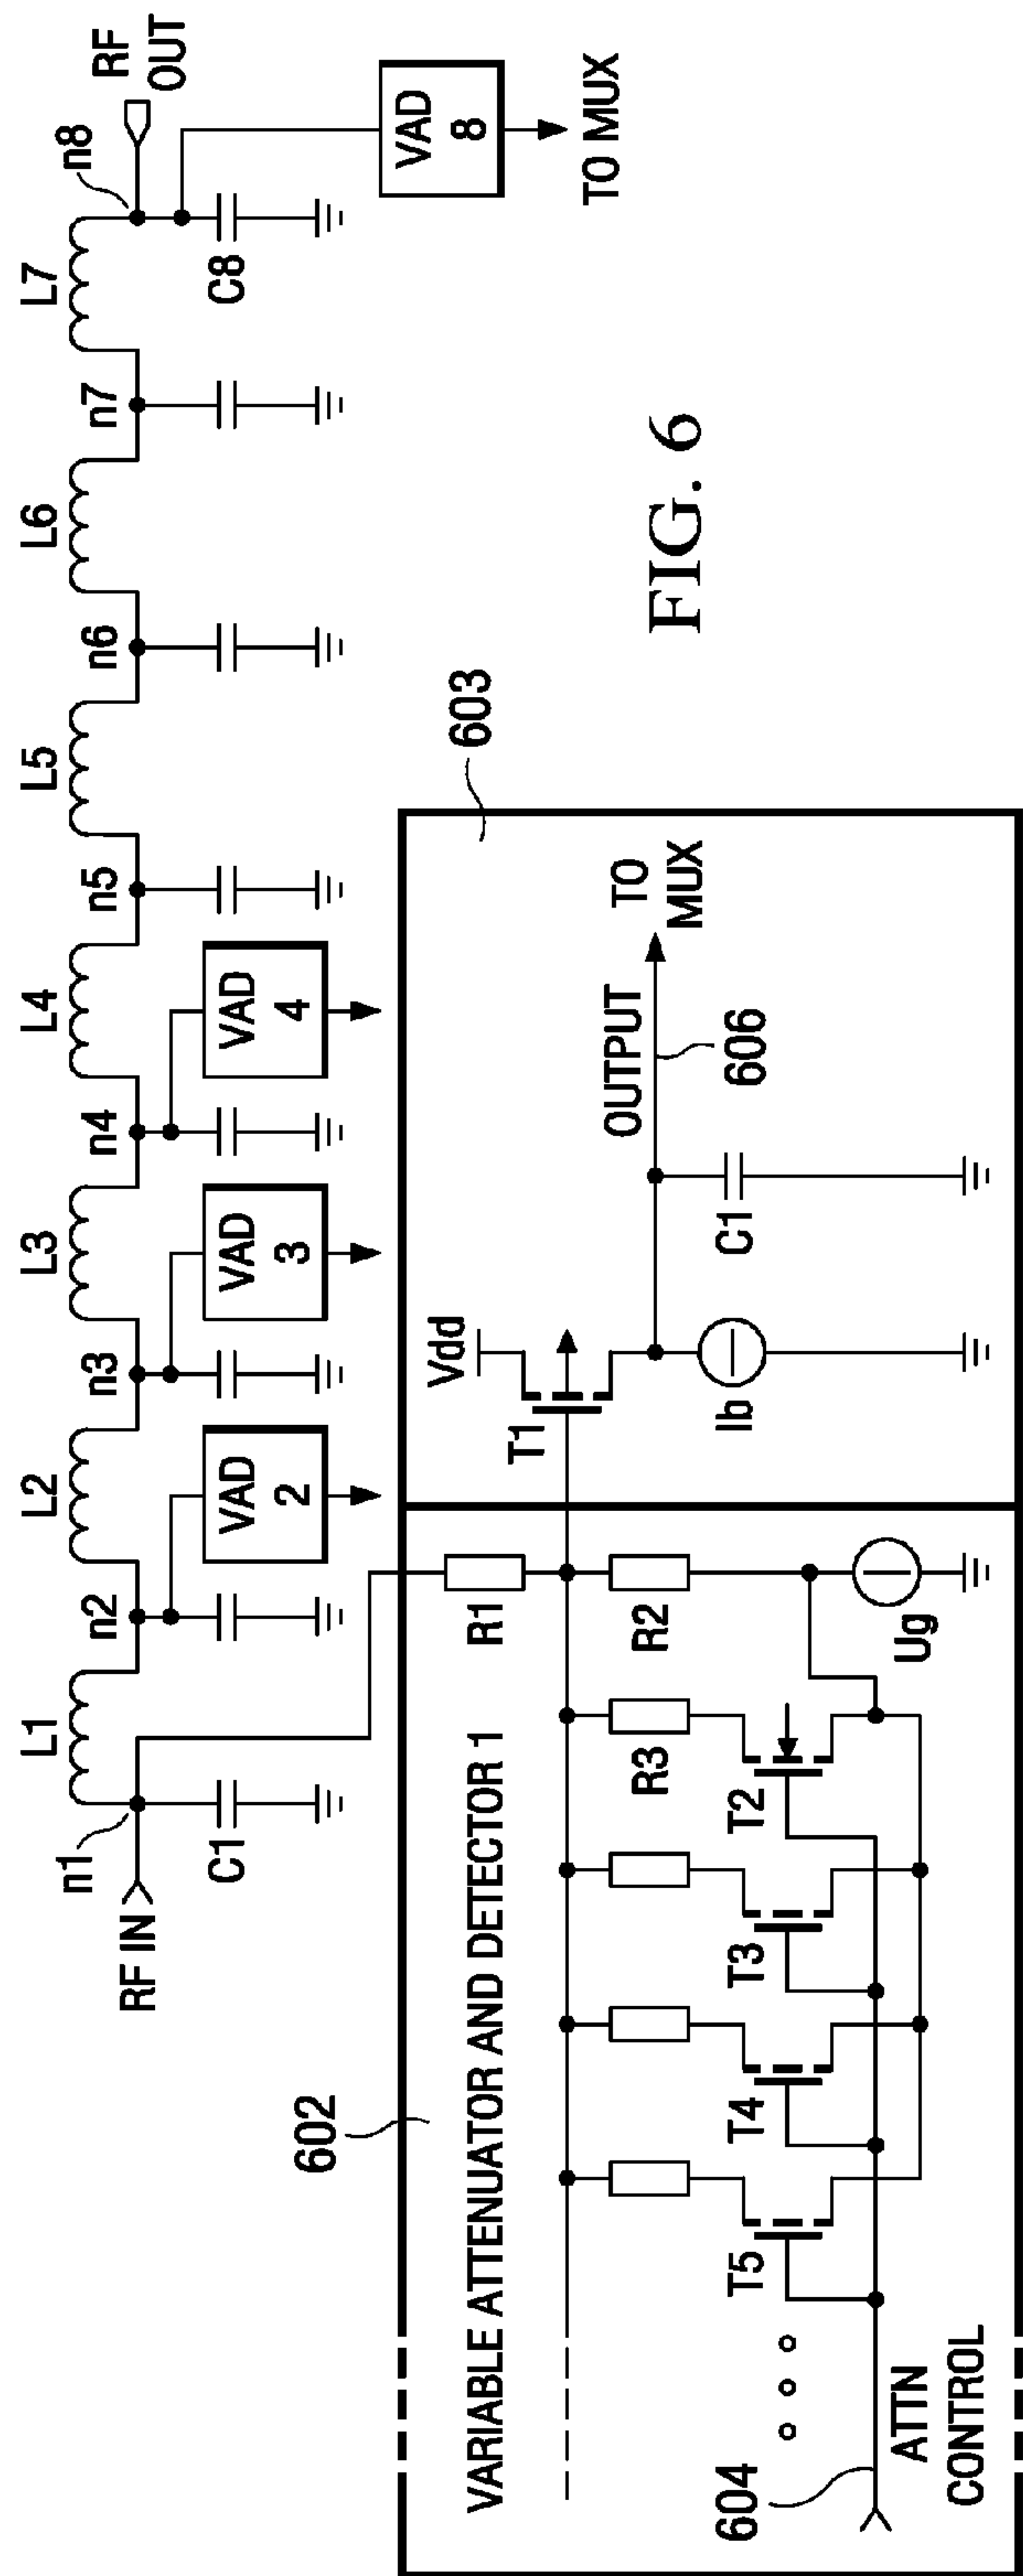 L1
L2
L3
L4
L5
L6
L7
n1
n2
n3
n4
n5
n6
n7
n8
RF IN
RF
OUT
C1
C8
VAD
2
VAD
3
VAD
4
VAD
8
TO MUX
602
603
VARIABLE ATTENUATOR AND DETECTOR 1
R1
R2
R3
Ug
T1
T2
T3
T4
T5
Vdd
Ib
C1
OUTPUT
606
TO
MUX
604
ATTN
CONTROL
FIG. 6